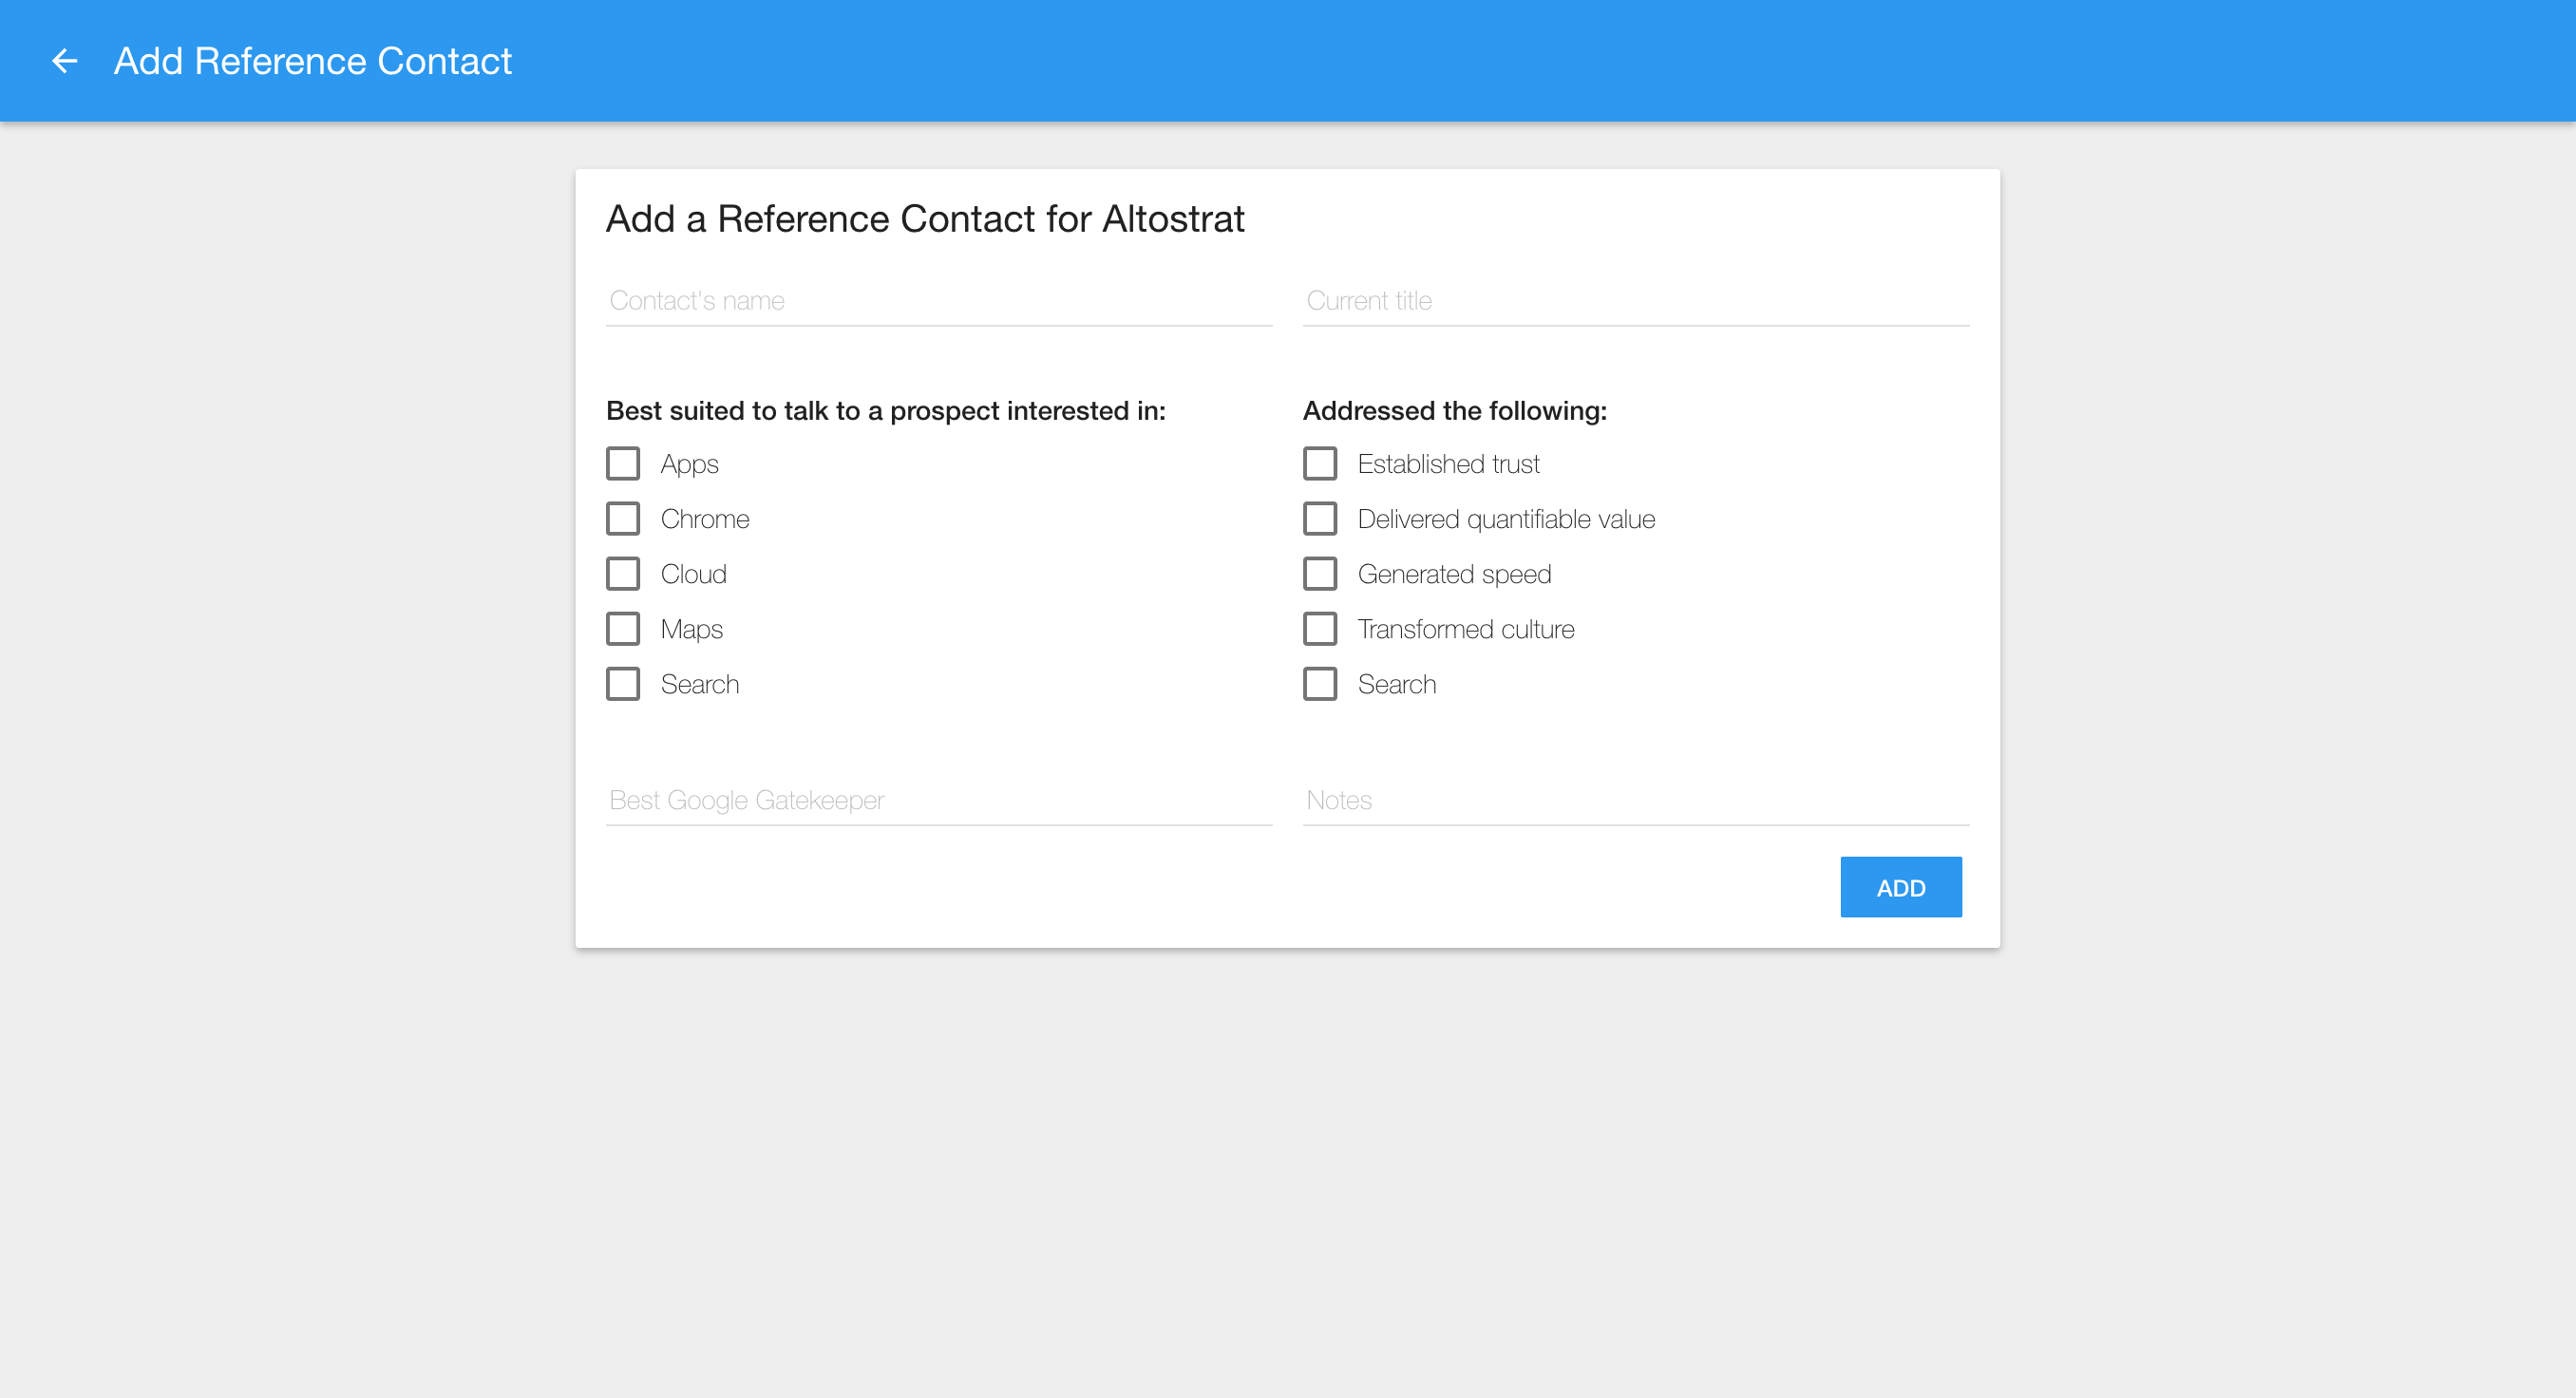 Add Reference Contact
Add a Reference Contact for Altostrat
Contact's name
Current title
Best suited to talk to a prospect interested in:
Apps
Chrome
Cloud
Maps
Search
Addressed the following:
Established trust
Delivered quantifiable value
Generated speed
Transformed culture
Search
Best Google Gatekeeper
Notes
ADD